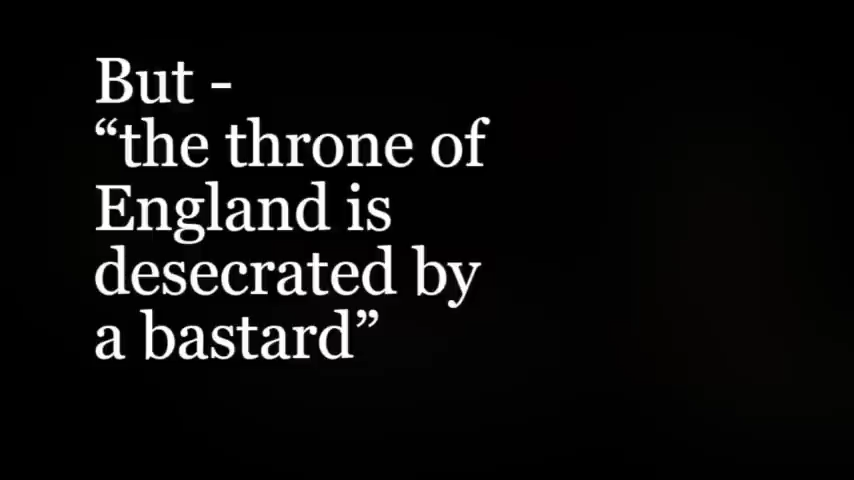 But -
“the throne of
England is
desecrated by
a bastard”